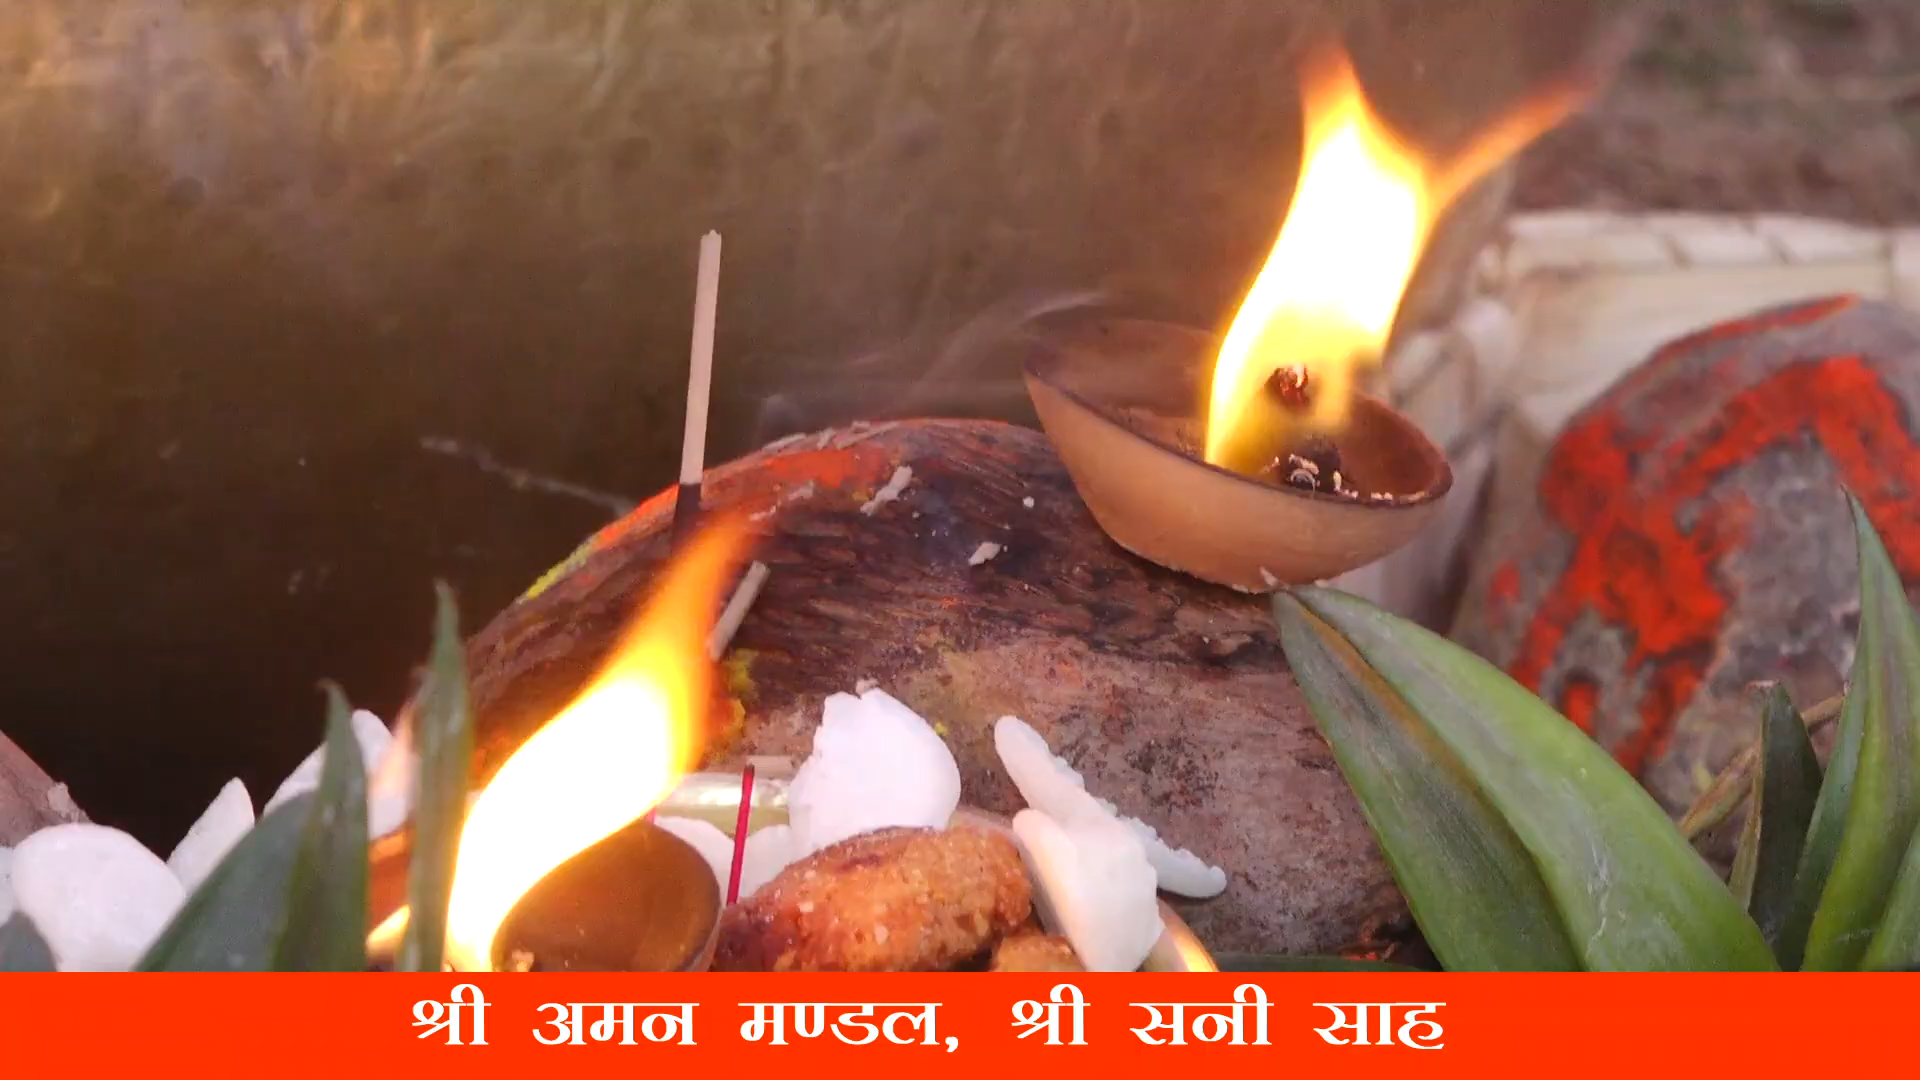 श्री अमन मण्डल, श्री सनी साह